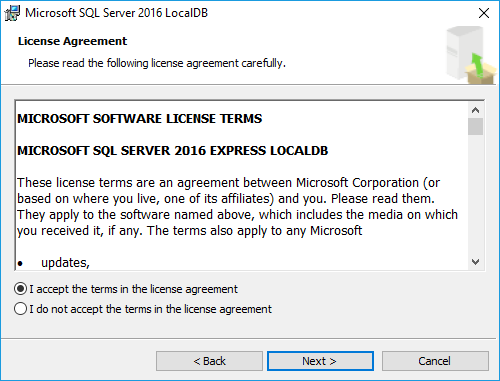 Microsoft SQL Server 2016 LocalDB
License Agreement
Please read the following license agreement carefully.
MICROSOFT SOFTWARE LICENSE TERMS
MICROSOFT SQL SERVER 2016 EXPRESS LOCALDB
These license terms are an agreement between Microsoft Corporation (or
based on where you live, one of its affiliates) and you. Please read them.
They apply to the software named above, which includes the media on which
you received it, if any. The terms also apply to any Microsoft
• updates,
I accept the terms in the license agreement
I do not accept the terms in the license agreement
< Back Next > Cancel